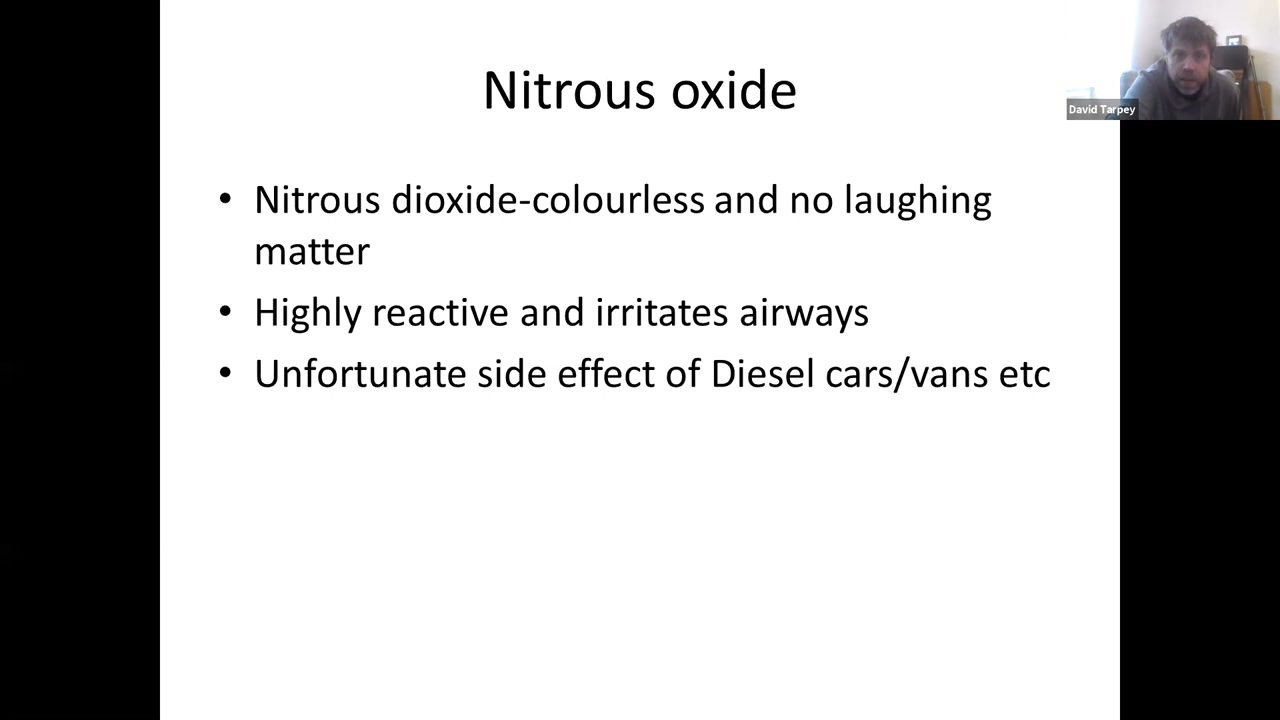 Nitrous oxide
David Tarpey
• Nitrous dioxide-colourless and no laughing
matter
• Highly reactive and irritates airways
• Unfortunate side effect of Diesel cars/vans etc